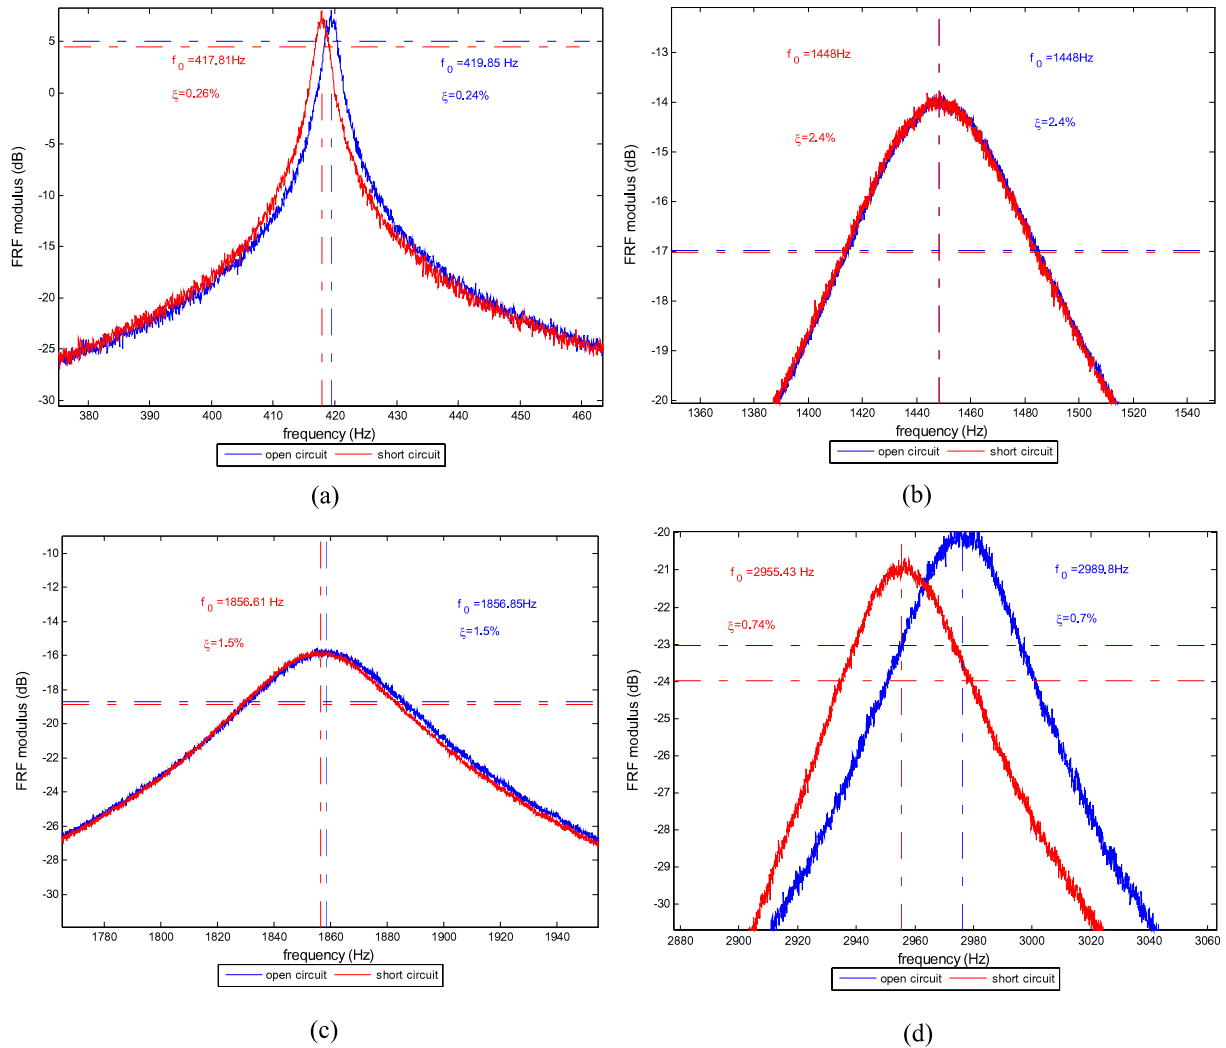 FRF modulus (dB)
5
0
-5
-10
-15
-20
-25
-30
f 0 =417.81Hz
ξ=0.26%
f 0 =419.85 Hz
ξ=0.24%
380 390 400 410 420 430 440 450 460
frequency (Hz)
open circuit short circuit
(a)
FRF modulus (dB)
-13
-14
-15
-16
-17
-18
-19
-20
f 0 =1448Hz
ξ=2.4%
f 0 =1448Hz
ξ=2.4%
1360 1380 1400 1420 1440 1460 1480 1500 1520 1540
frequency (Hz)
open circuit short circuit
(b)
FRF modulus (dB)
-10
-12
-14
-16
-18
-20
-22
-24
-26
-28
-30
f 0 =1856.61 Hz
ξ=1.5%
f 0 =1856.85Hz
ξ=1.5%
1780 1800 1820 1840 1860 1880 1900 1920 1940
frequency (Hz)
open circuit short circuit
(c)
FRF modulus (dB)
-20
-21
-22
-23
-24
-25
-26
-27
-28
-29
-30
f 0 =2955.43 Hz
ξ=0.74%
f 0 =2989.8Hz
ξ=0.7%
2880 2900 2920 2940 2960 2980 3000 3020 3040 3060
frequency (Hz)
open circuit short circuit
(d)